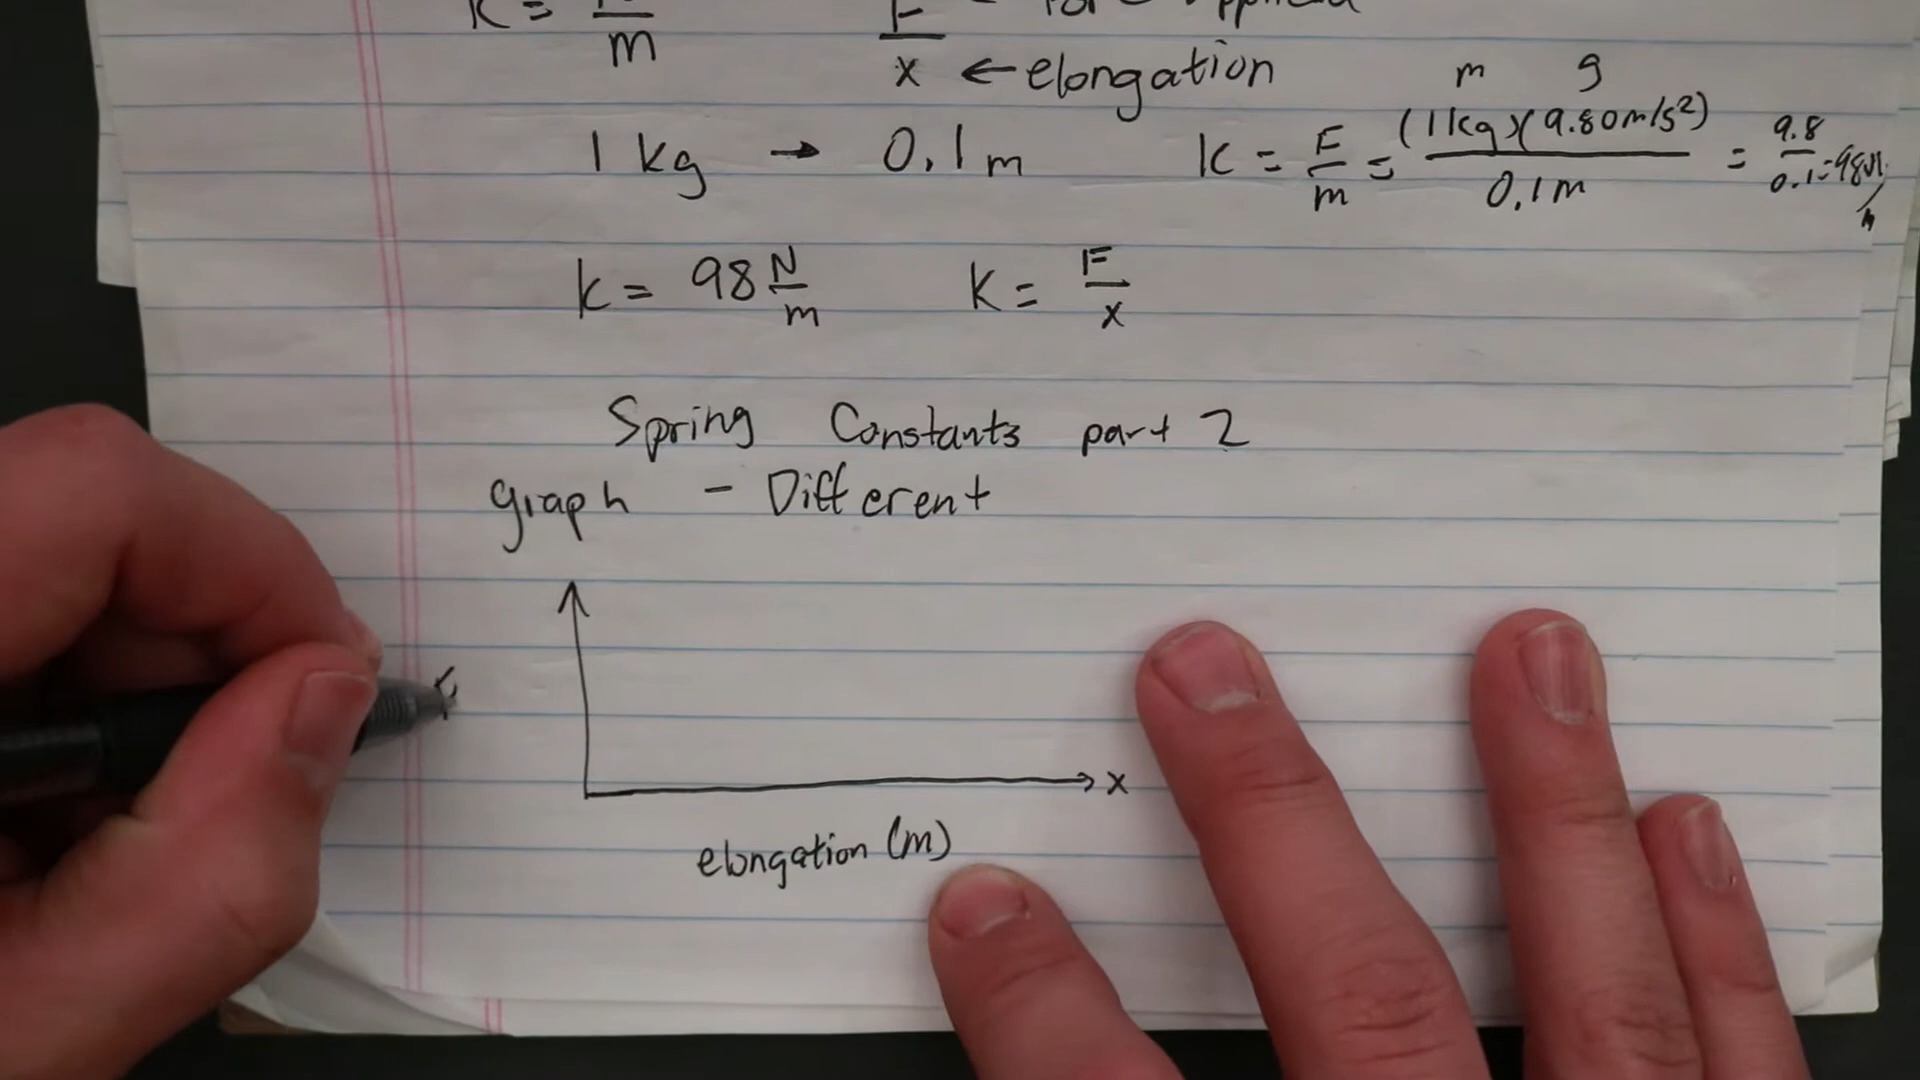 K = m
F
x ← elongation
m g
1 kg → 0.1 m K = F/m = (1kg)(9.80m/s²)/0.1m = 9.8/0.1 = 98N/m
k = 98 N/m K = F/x
Spring Constants part 2
graph - Different
x
elongation (m)